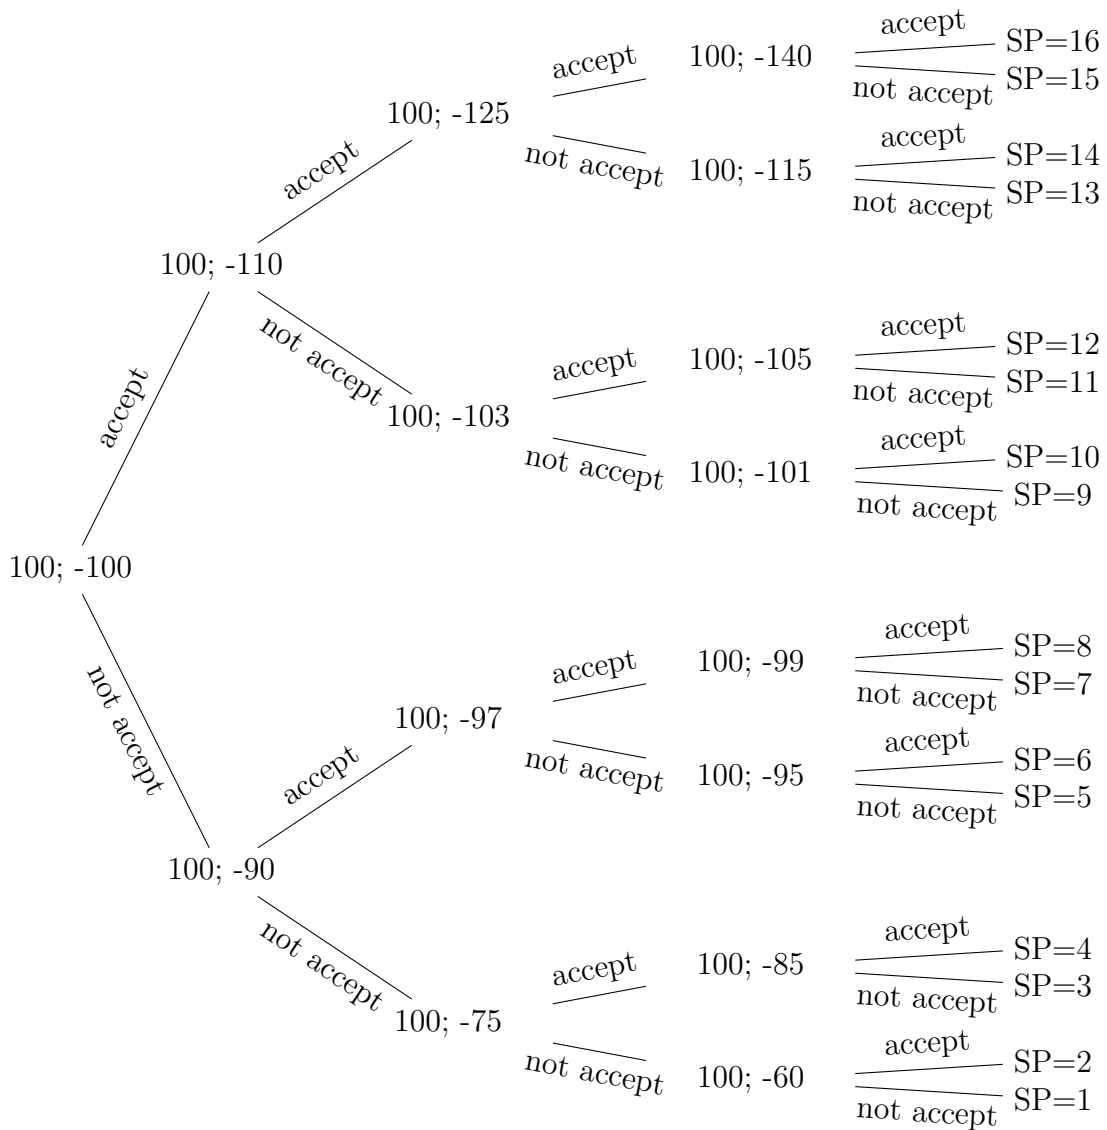 accept
SP=16
accept
100; -140
not accept
SP=15
100; -125
accept
SP=14
not accept
100; -115
not accept
SP=13
accept
100; -110
accept
SP=12
not accept
accept
100; -105
not accept
SP=11
100; -103
accept
SP=10
not accept
100; -101
not accept
SP=9
accept
100; -100
accept
SP=8
not accept
accept
100; -99
not accept
SP=7
100; -97
accept
SP=6
not accept
100; -95
not accept
SP=5
accept
100; -90
accept
SP=4
not accept
accept
100; -85
not accept
SP=3
100; -75
accept
SP=2
not accept
100; -60
not accept
SP=1